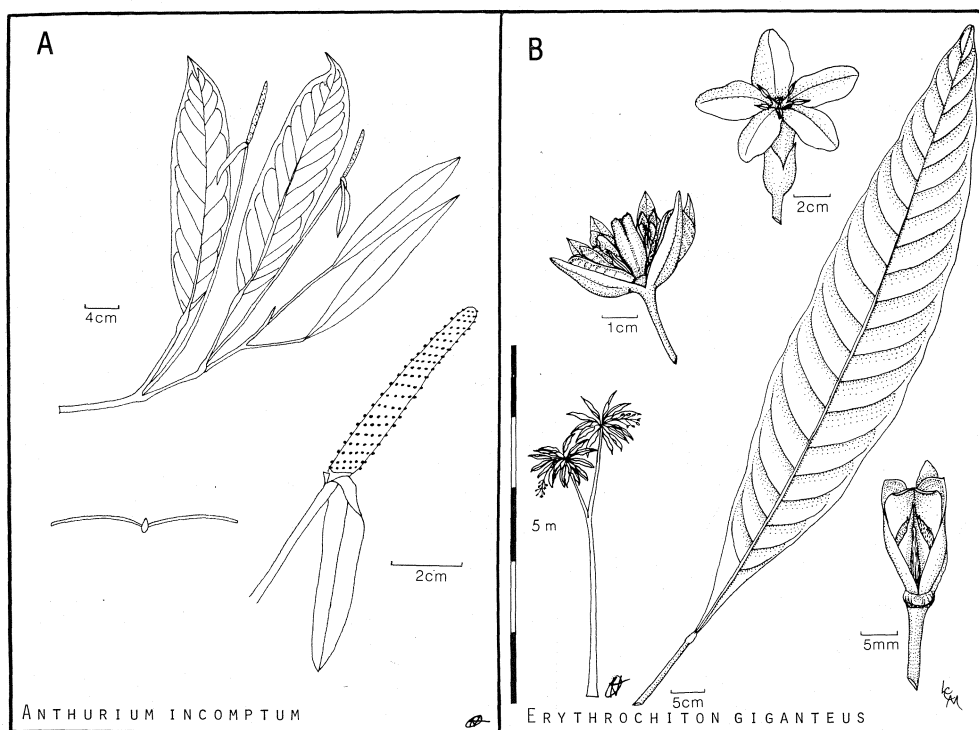 A
4cm
2cm
ANTHURIUM INCOMPTUM
B
2cm
1cm
5 m
5mm
5cm
ERYTHROCHITON GIGANTEUS